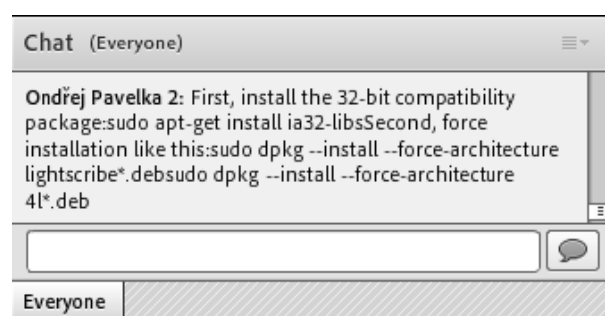 Chat (Everyone)
Ondřej Pavelka 2: First, install the 32-bit compatibility
package:sudo apt-get install ia32-libsSecond, force
installation like this:sudo dpkg --install --force-architecture
lightscribe*.debsudo dpkg --install --force-architecture
4l*.deb
Everyone